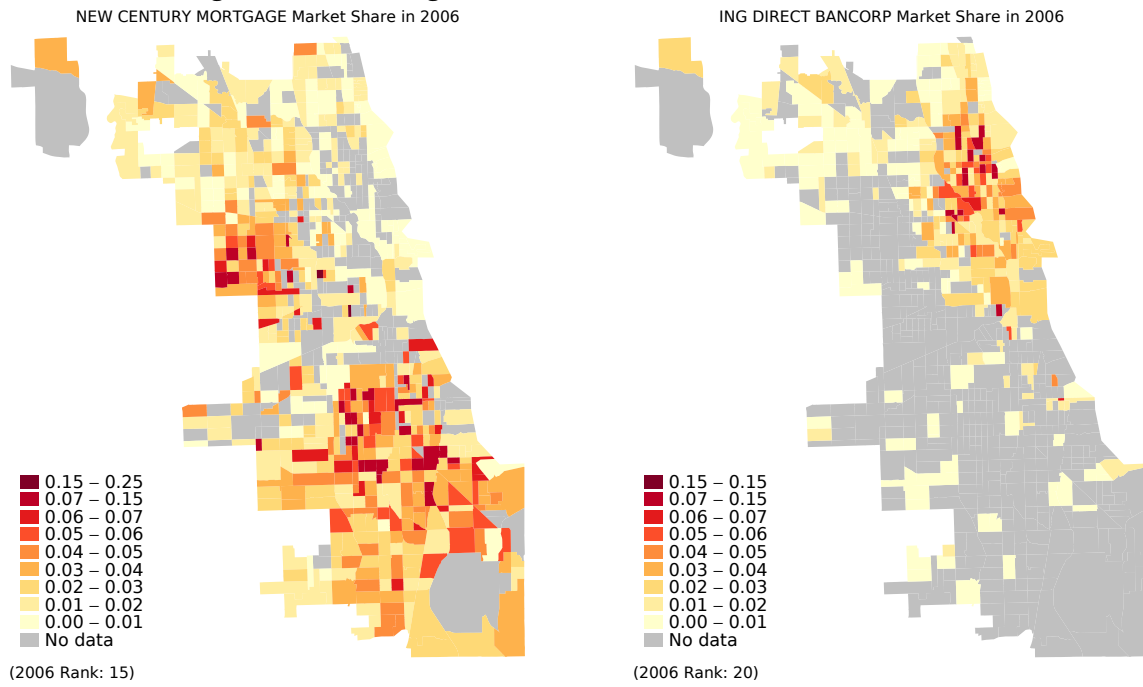 NEW CENTURY MORTGAGE Market Share in 2006
0.15 – 0.25
0.07 – 0.15
0.06 – 0.07
0.05 – 0.06
0.04 – 0.05
0.03 – 0.04
0.02 – 0.03
0.01 – 0.02
0.00 – 0.01
No data
(2006 Rank: 15)
ING DIRECT BANCORP Market Share in 2006
0.15 – 0.15
0.07 – 0.15
0.06 – 0.07
0.05 – 0.06
0.04 – 0.05
0.03 – 0.04
0.02 – 0.03
0.01 – 0.02
0.00 – 0.01
No data
(2006 Rank: 20)